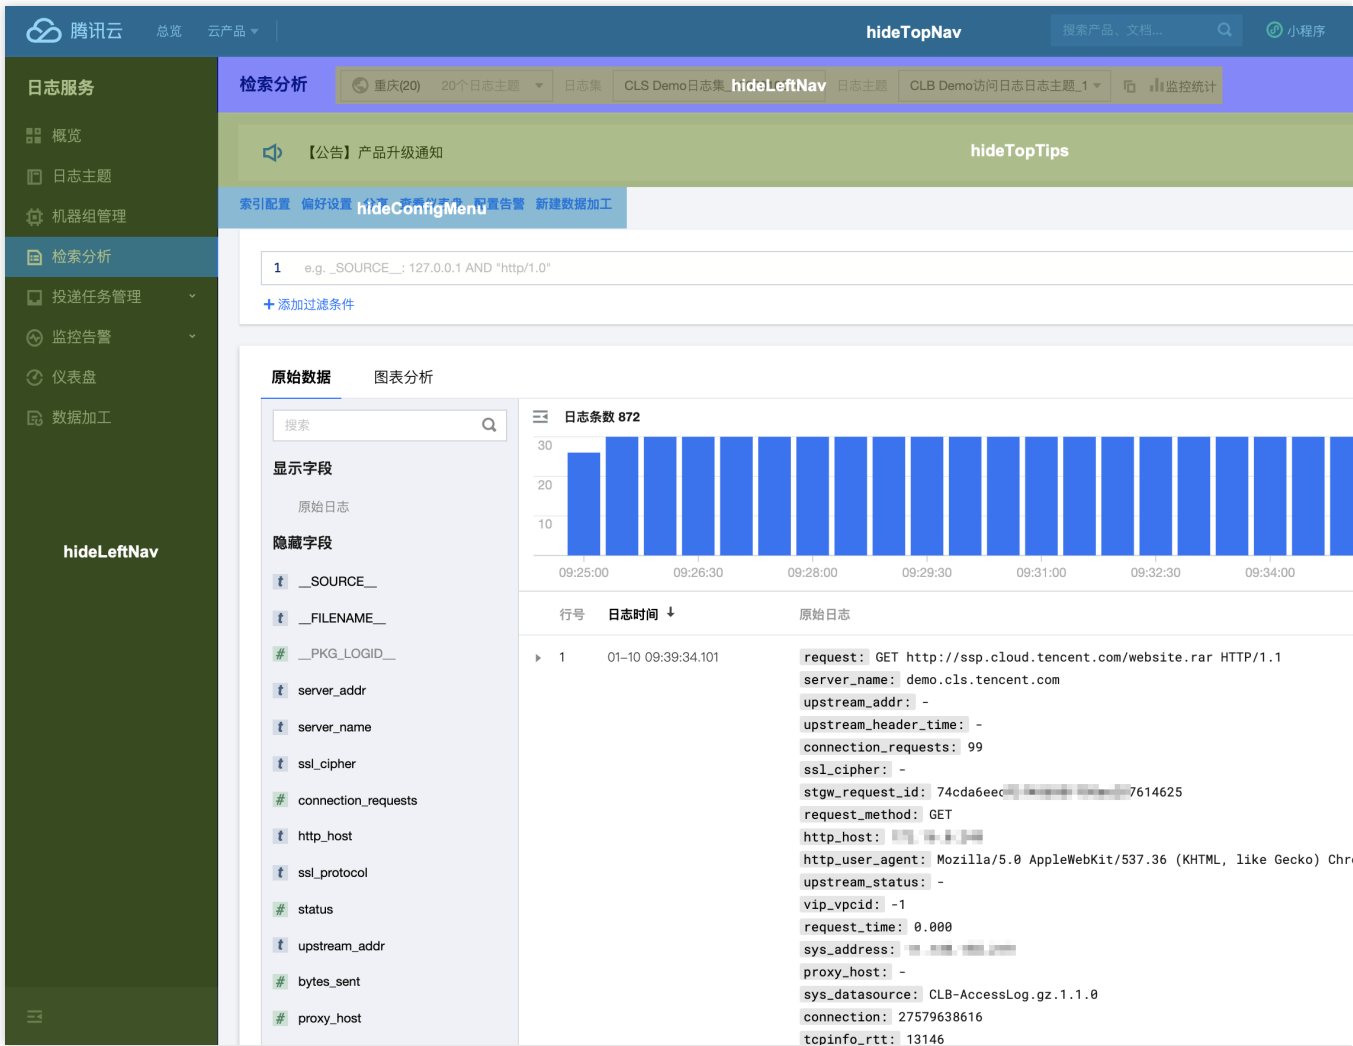 腾讯云 总览 云产品 hideTopNav 搜索产品、文档... 小程序
日志服务
概览
日志主题
机器组管理
检索分析
投递任务管理
监控告警
仪表盘
数据加工
hideLeftNav
检索分析 重庆(20) 20个日志主题 日志集 CLS Demo日志集_ hideLeftNav 日志主题 CLB Demo访问日志日志主题_1 监控统计
【公告】产品升级通知 hideTopTips
索引配置 偏好设置 分享 查看仪表盘 配置告警 新建数据加工
hideConfigMenu
1 e.g. _SOURCE__: 127.0.0.1 AND "http/1.0"
+ 添加过滤条件
原始数据 图表分析
搜索
显示字段
原始日志
隐藏字段
t __SOURCE__
t __FILENAME__
# __PKG_LOGID__
t server_addr
t server_name
t ssl_cipher
# connection_requests
t http_host
t ssl_protocol
# status
t upstream_addr
# bytes_sent
# proxy_host
日志条数 872
30
20
10
09:25:00 09:26:30 09:28:00 09:29:30 09:31:00 09:32:30 09:34:00
行号 日志时间 ↓ 原始日志
1 01-10 09:39:34.101
request: GET http://ssp.cloud.tencent.com/website.rar HTTP/1.1
server_name: demo.cls.tencent.com
upstream_addr: -
upstream_header_time: -
connection_requests: 99
ssl_cipher: -
stgw_request_id: 74cda6eec 7614625
request_method: GET
http_host:
http_user_agent: Mozilla/5.0 AppleWebKit/537.36 (KHTML, like Gecko) Chr
upstream_status: -
vip_vpcid: -1
request_time: 0.000
sys_address:
proxy_host: -
sys_datasource: CLB-AccessLog.gz.1.1.0
connection: 27579638616
tcpinfo_rtt: 13146